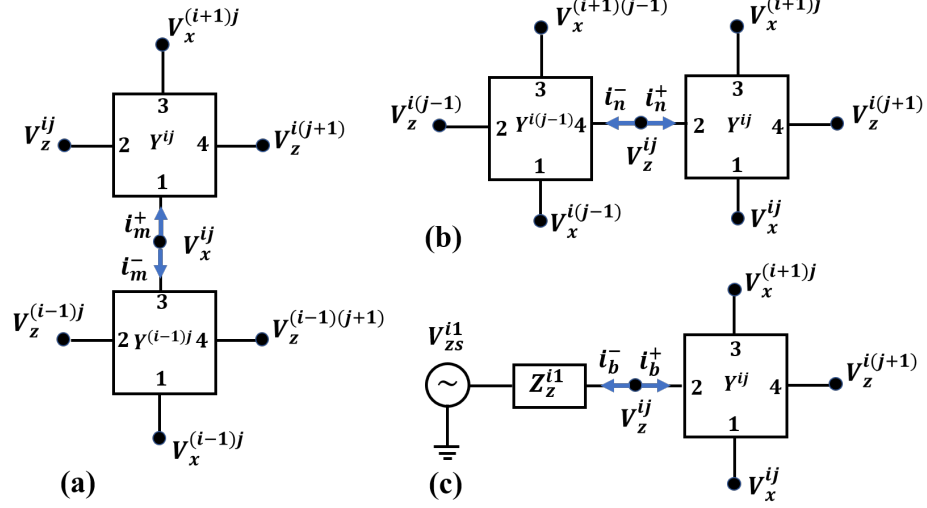 V_x^{(i+1)j}
3
V_z^{ij}
2 Y^{ij} 4
V_z^{i(j+1)}
1
i_m^+
V_x^{ij}
i_m^-
3
V_z^{(i-1)j}
2 Y^{(i-1)j} 4
V_z^{(i-1)(j+1)}
1
V_x^{(i-1)j}
(a)
V_x^{(i+1)(j-1)}
V_x^{(i+1)j}
3
3
V_z^{i(j-1)}
2 Y^{i(j-1)} 4
i_n^- i_n^+
V_z^{ij}
2 Y^{ij} 4
V_z^{i(j+1)}
1
1
V_x^{i(j-1)}
V_x^{ij}
(b)
V_x^{(i+1)j}
V_{zs}^{i1}
~
Z_z^{i1}
i_b^- i_b^+
V_z^{ij}
3
2 Y^{ij} 4
V_z^{i(j+1)}
1
V_x^{ij}
(c)